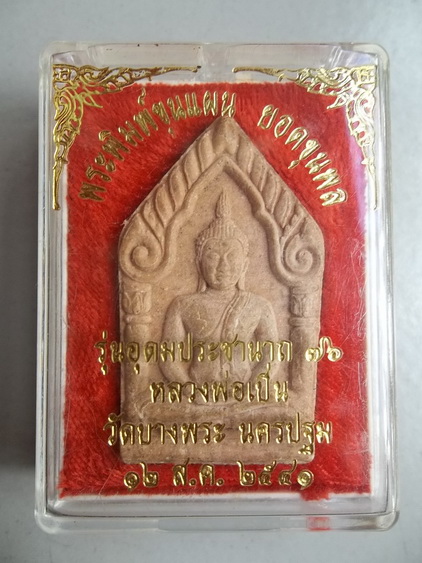 พระพิมพ์ขุนแผน ยอดขุนพล
รุ่นอุดมประชานาถ ๗๖
หลวงพ่อเปิ่น
วัดบางพระ นครปฐม
๑๒ ส.ค. ๒๕๔๑